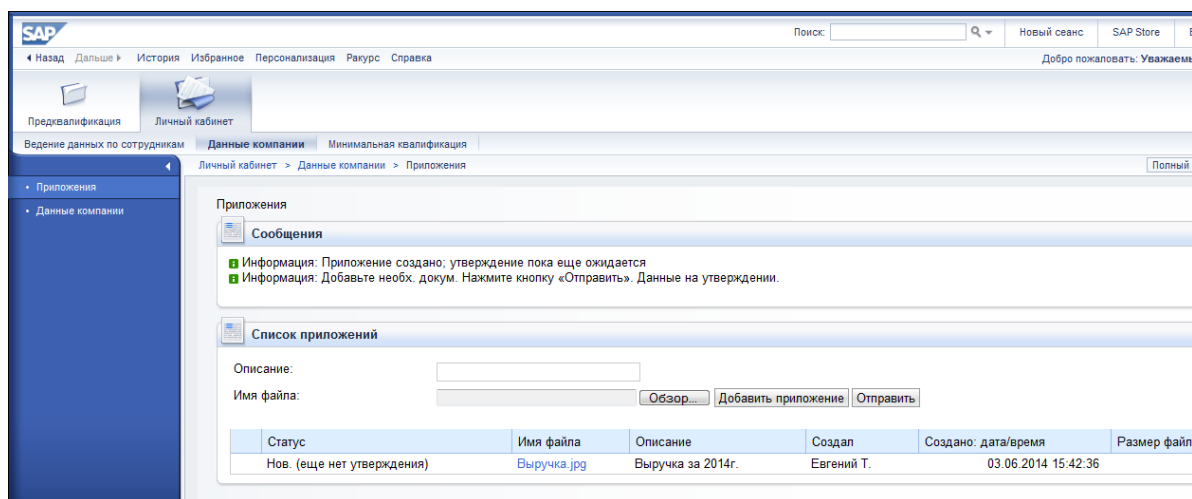 SAP Поиск: Новый сеанс SAP Store
Назад Дальше История Избранное Персонализация Ракурс Справка Добро пожаловать:
Предквалификация Личный кабинет
Ведение данных по сотрудникам Данные компании Минимальная квалификация
Личный кабинет > Данные компании > Приложения Полный
• Приложения
• Данные компании
Приложения
Сообщения
Информация: Приложение создано; утверждение пока еще ожидается
Информация: Добавьте необх. докум. Нажмите кнопку «Отправить». Данные на утверждении.
Список приложений
Описание:
Имя файла: Обзор... Добавить приложение Отправить
Статус Имя файла Описание Создал Создано: дата/время Размер файл
Нов. (еще нет утверждения) Выручка.jpg Выручка за 2014г. Евгений Т. 03.06.2014 15:42:36